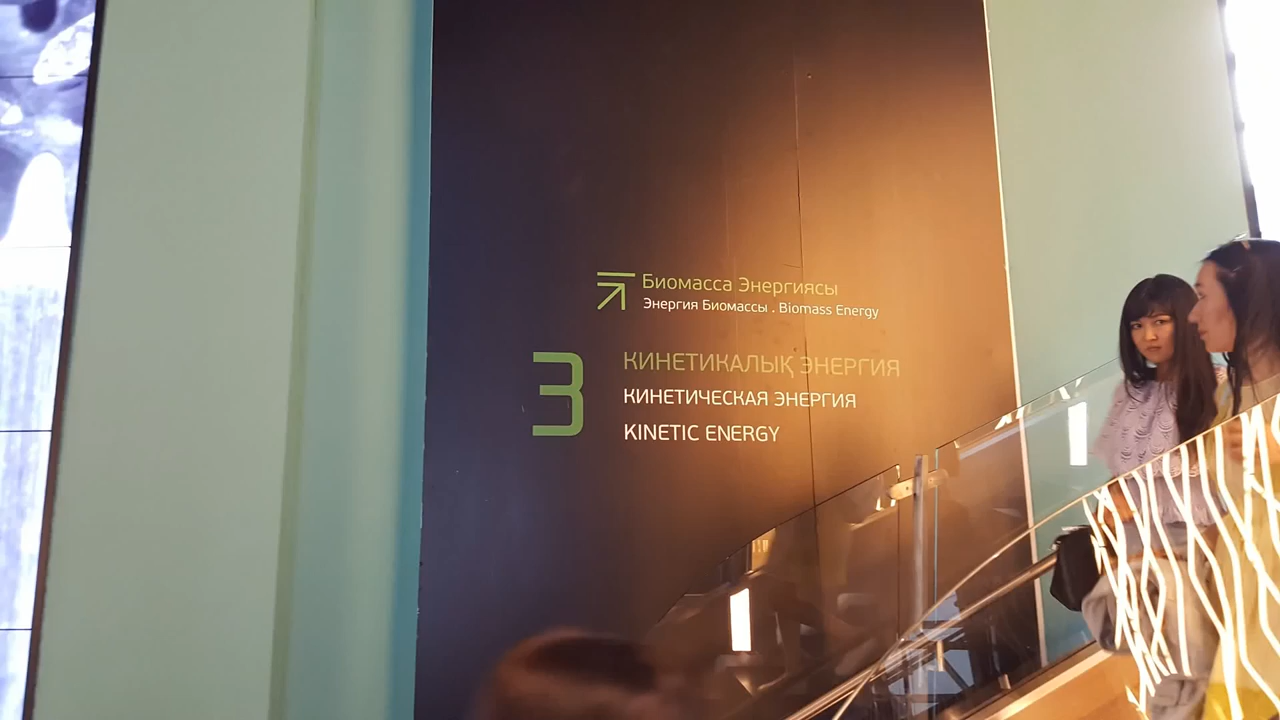 Биомасса Энергиясы
Энергия Биомассы . Biomass Energy
3
КИНЕТИКАЛЫҚ ЭНЕРГИЯ
КИНЕТИЧЕСКАЯ ЭНЕРГИЯ
KINETIC ENERGY